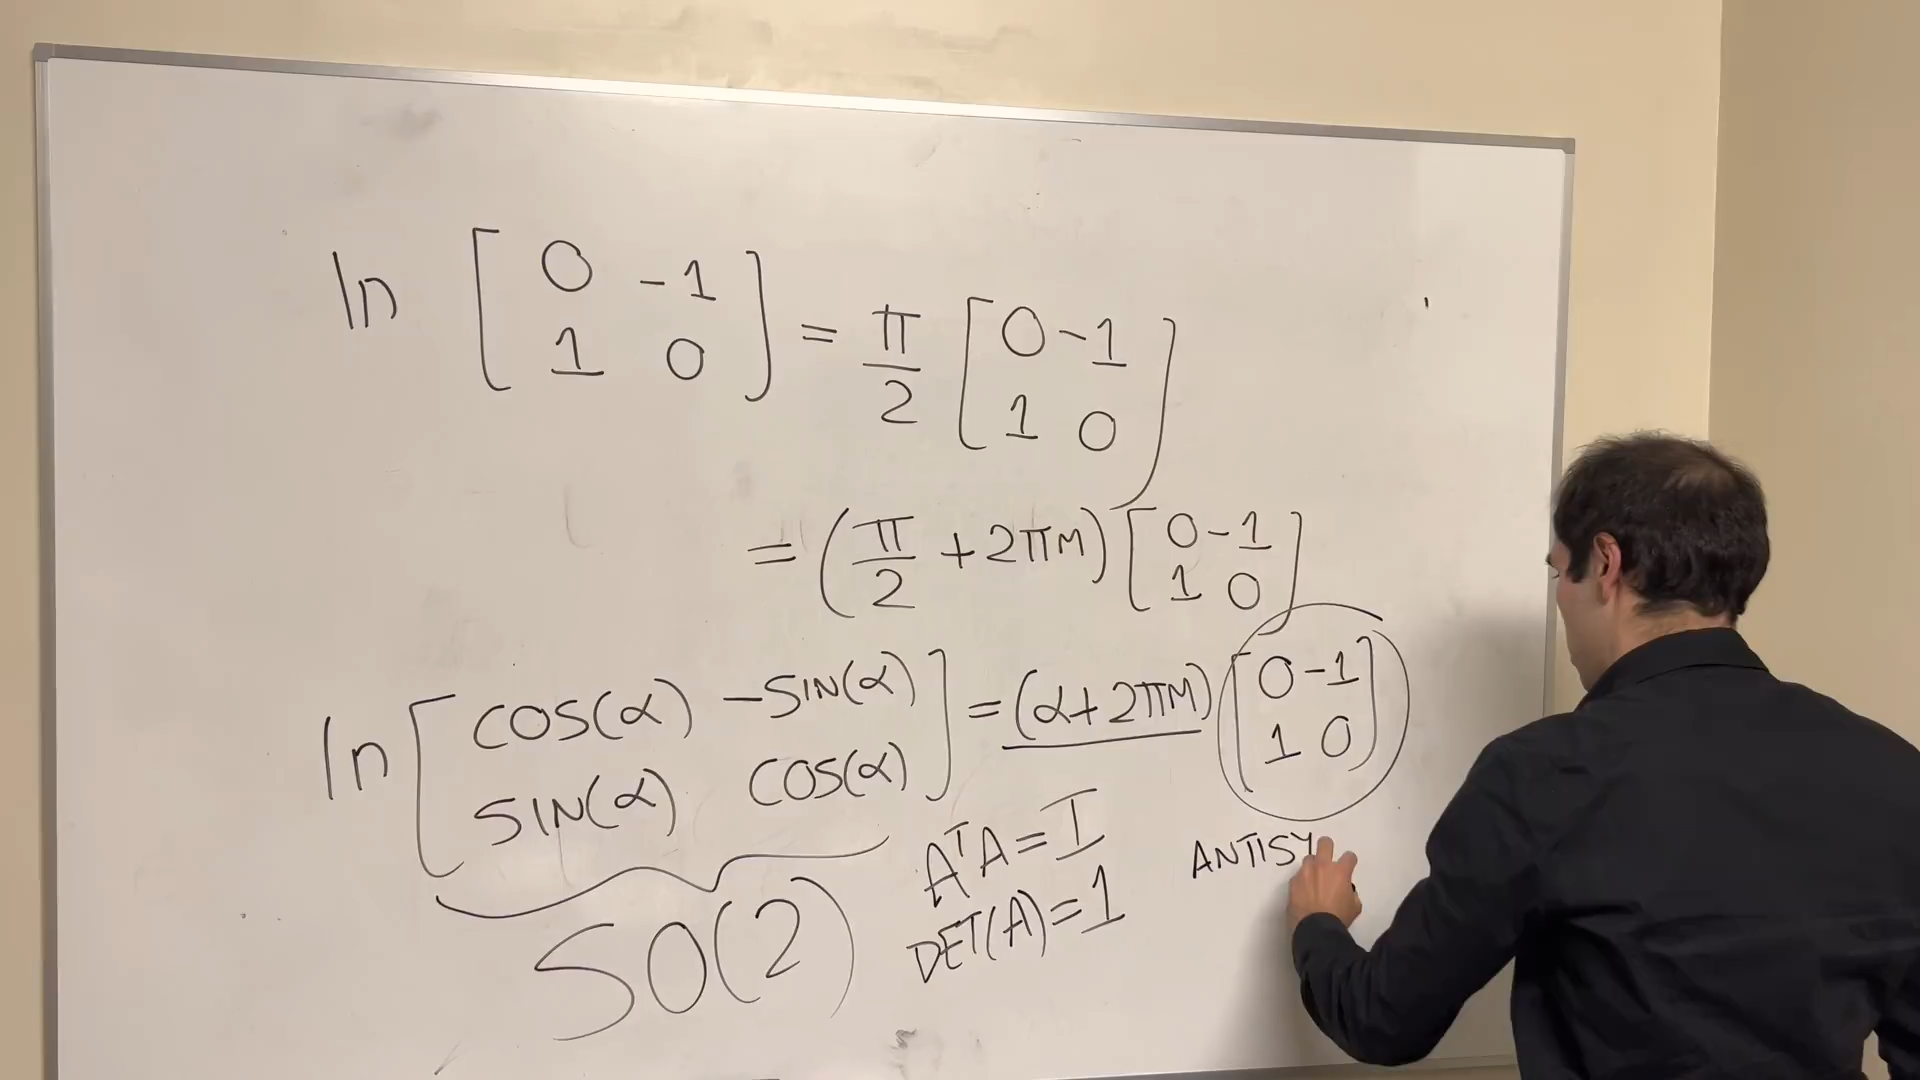 ln [ 0 -1 ; 1 0 ] = π/2 [ 0 -1 ; 1 0 ]
= (π/2 + 2πM) [ 0 -1 ; 1 0 ]
ln [ COS(α) -SIN(α) ; SIN(α) COS(α) ] = (α+2πM) [ 0 -1 ; 1 0 ]
SO(2)
AᵀA = I
DET(A) = 1
ANTISY